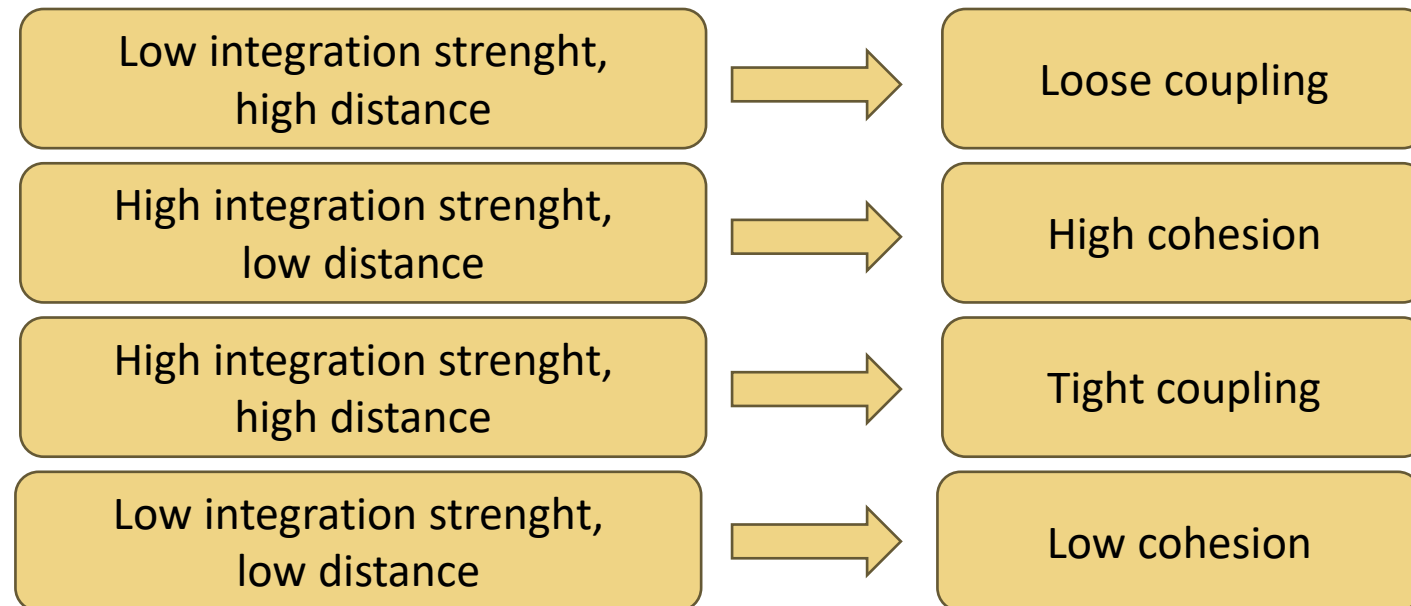 Low integration strenght,
high distance
Loose coupling
High integration strenght,
low distance
High cohesion
High integration strenght,
high distance
Tight coupling
Low integration strenght,
low distance
Low cohesion